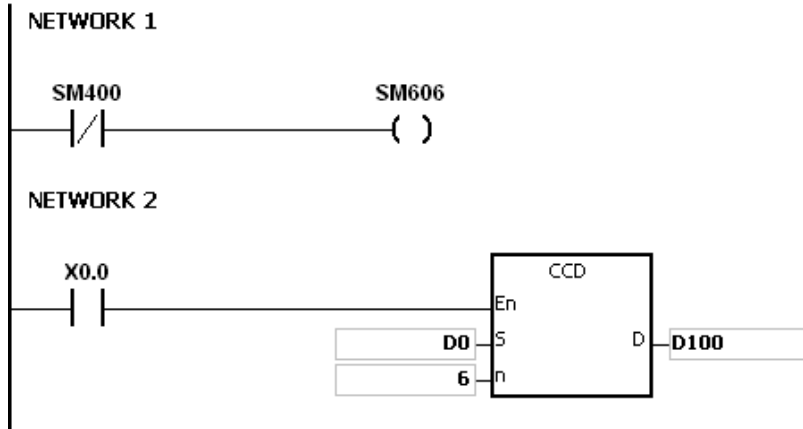 NETWORK 1
SM400 SM606
NETWORK 2
X0.0 CCD
En
D0 S D D100
6 n